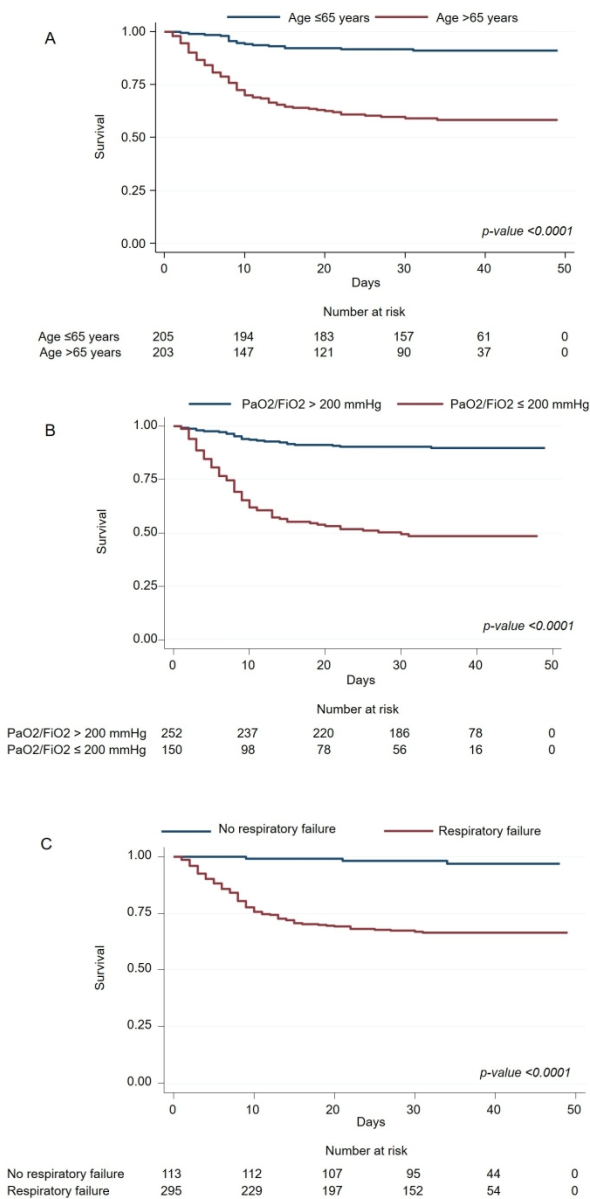 A
Age ≤65 years Age >65 years
1.00
0.75
0.50
0.25
0.00
Survival
p-value <0.0001
0 10 20 30 40 50
Days
Number at risk
Age ≤65 years 205 194 183 157 61 0
Age >65 years 203 147 121 90 37 0
PaO2/FiO2 > 200 mmHg PaO2/FiO2 ≤ 200 mmHg
B
1.00
0.75
0.50
0.25
0.00
Survival
p-value <0.0001
0 10 20 30 40 50
Days
Number at risk
PaO2/FiO2 > 200 mmHg 252 237 220 186 78 0
PaO2/FiO2 ≤ 200 mmHg 150 98 78 56 16 0
No respiratory failure Respiratory failure
C
1.00
0.75
0.50
0.25
0.00
Survival
p-value <0.0001
0 10 20 30 40 50
Days
Number at risk
No respiratory failure 113 112 107 95 44 0
Respiratory failure 295 229 197 152 54 0